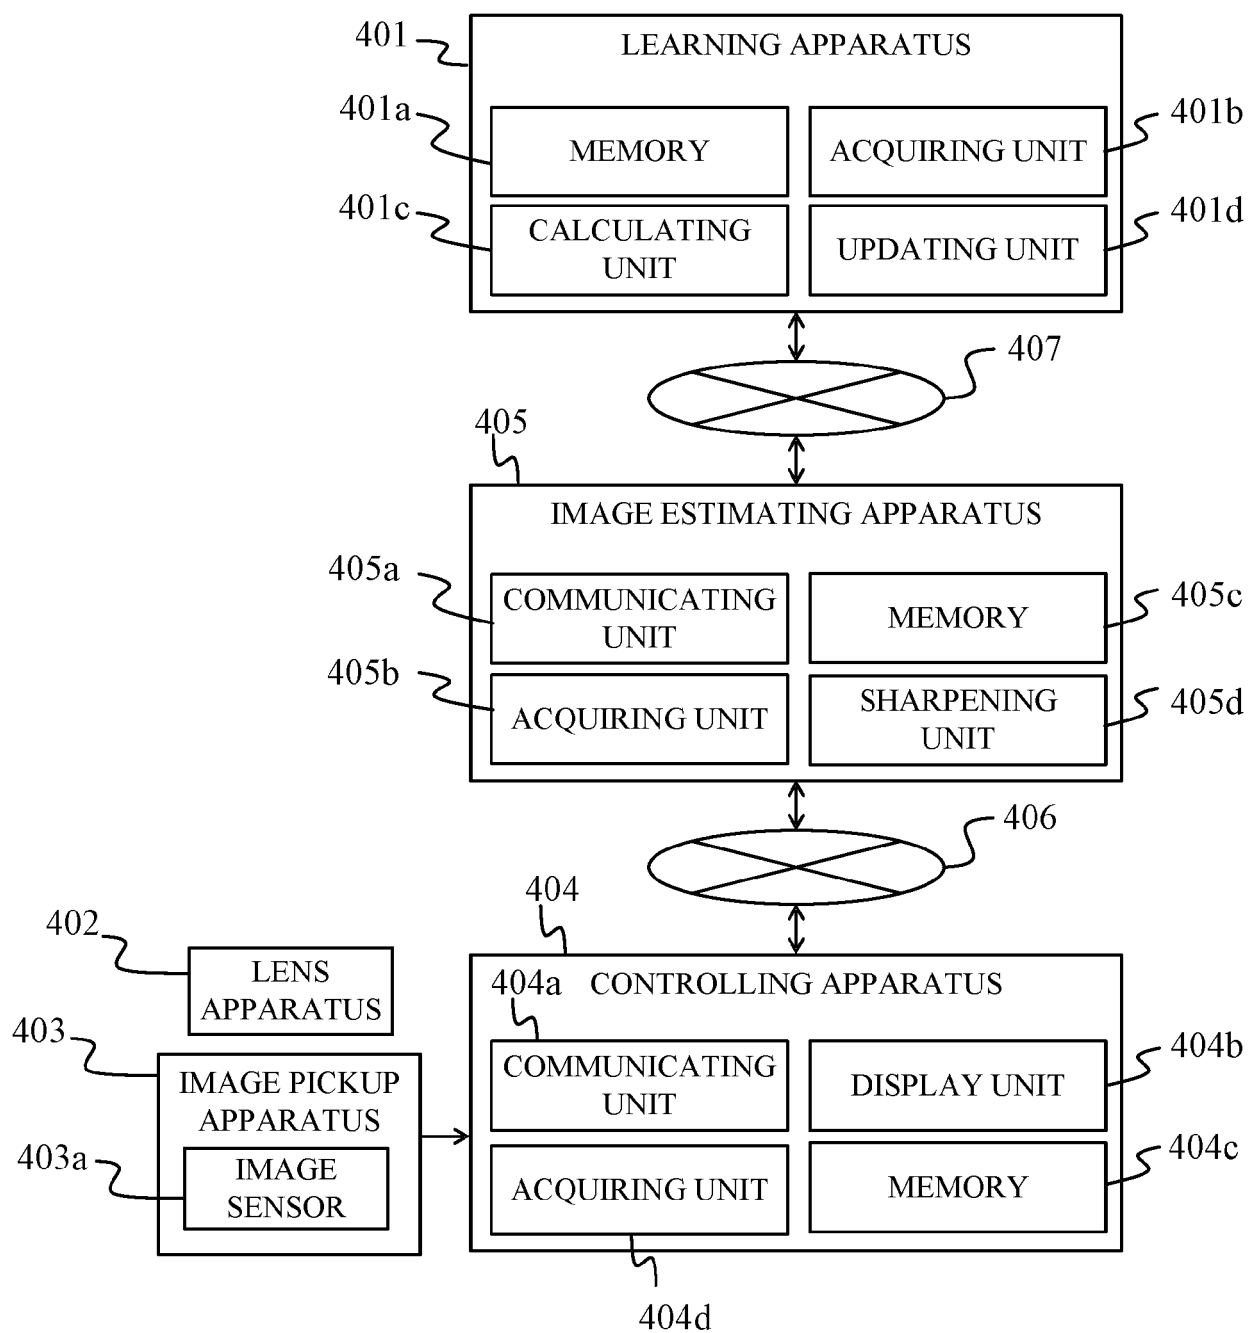 401
LEARNING APPARATUS
401a
MEMORY
ACQUIRING UNIT
401b
401c
CALCULATING
UNIT
UPDATING UNIT
401d
407
405
IMAGE ESTIMATING APPARATUS
405a
COMMUNICATING
UNIT
MEMORY
405c
405b
ACQUIRING UNIT
SHARPENING
UNIT
405d
406
404
402
LENS
APPARATUS
404a
CONTROLLING APPARATUS
403
IMAGE PICKUP
APPARATUS
COMMUNICATING
UNIT
DISPLAY UNIT
404b
403a
IMAGE
SENSOR
ACQUIRING UNIT
MEMORY
404c
404d